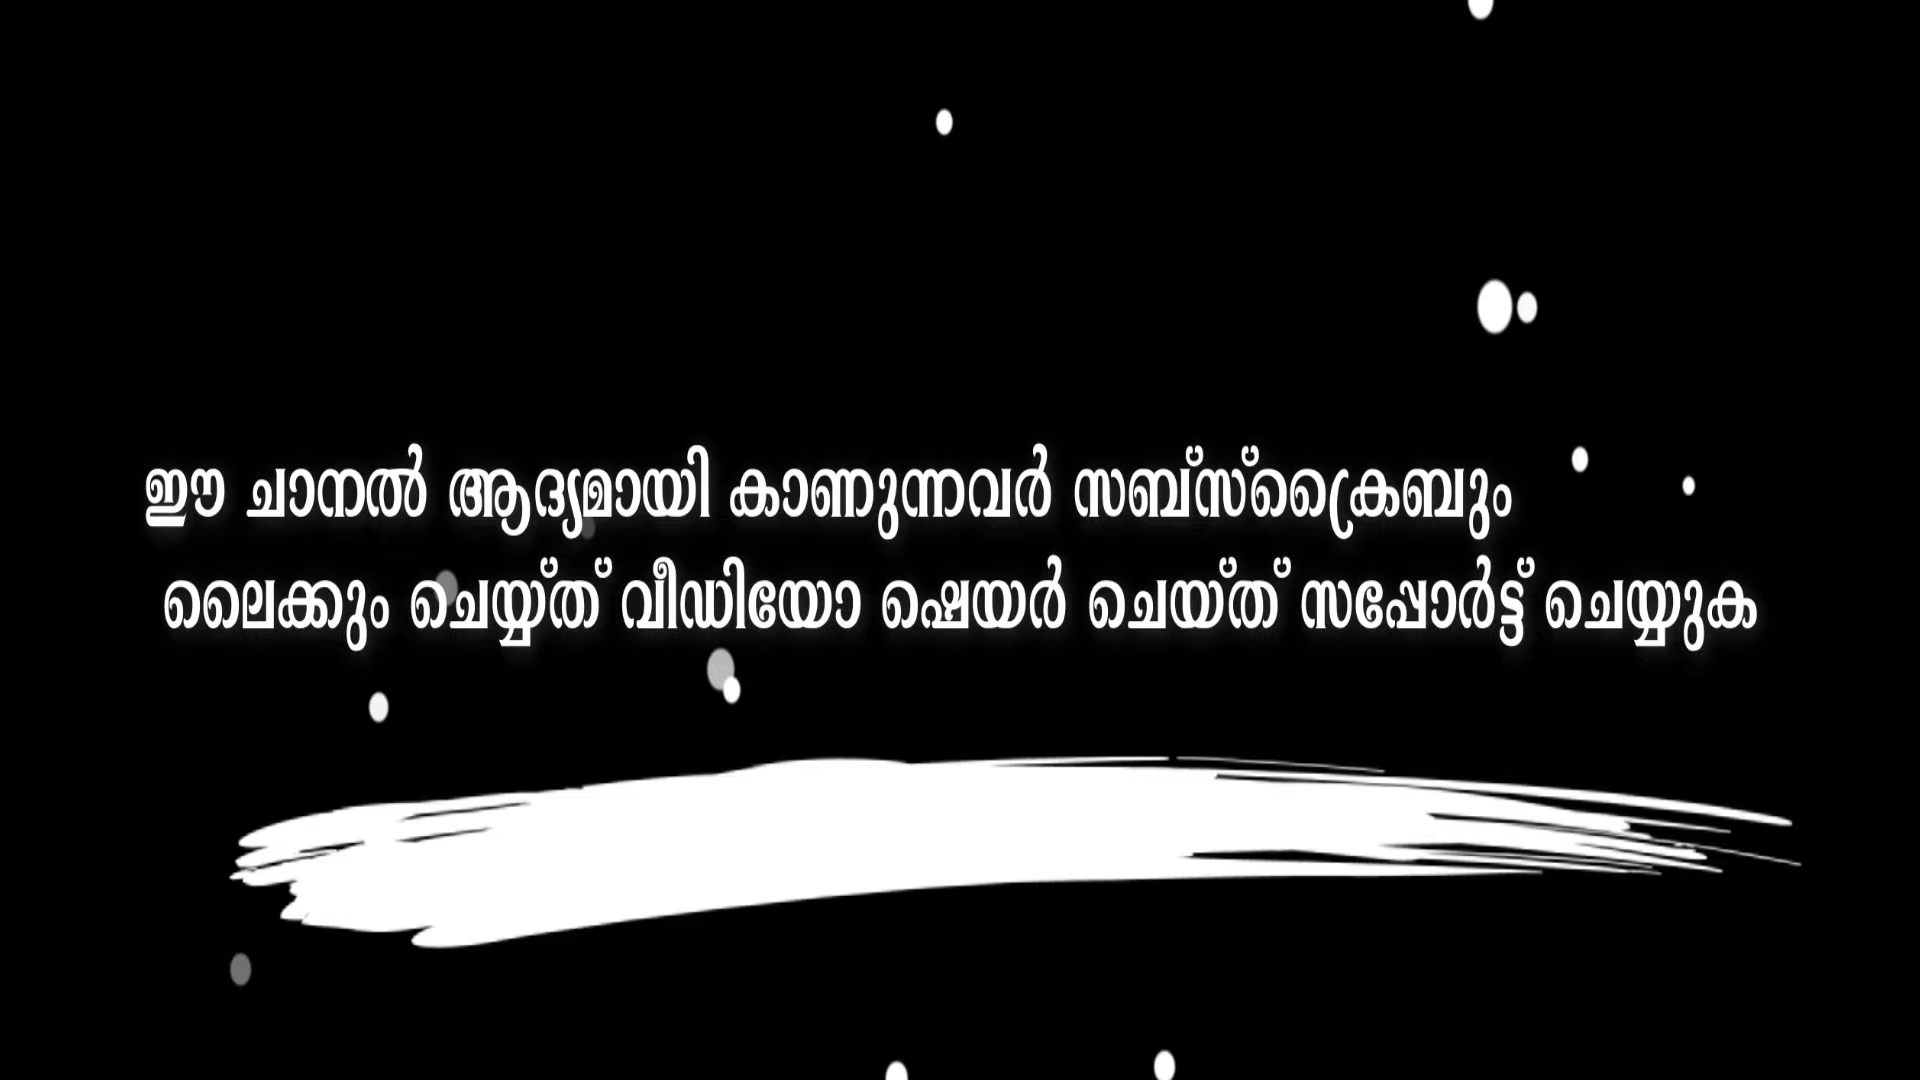 ഈ ചാനൽ ആദ്യമായി കാണുന്നവർ സബ്സ്ക്രൈബും
ലൈക്കും ചെയ്യ്ത് വീഡിയോ ഷെയർ ചെയ്ത് സപ്പോർട്ട് ചെയ്യുക